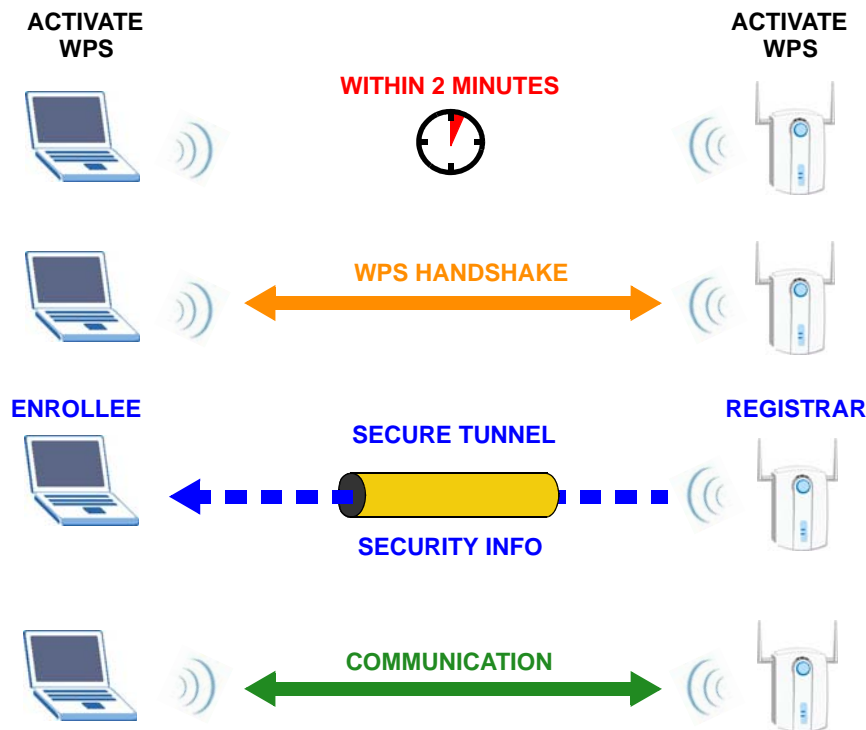 ACTIVATE
WPS
ACTIVATE
WPS
WITHIN 2 MINUTES
WPS HANDSHAKE
ENROLLEE
REGISTRAR
SECURE TUNNEL
SECURITY INFO
COMMUNICATION